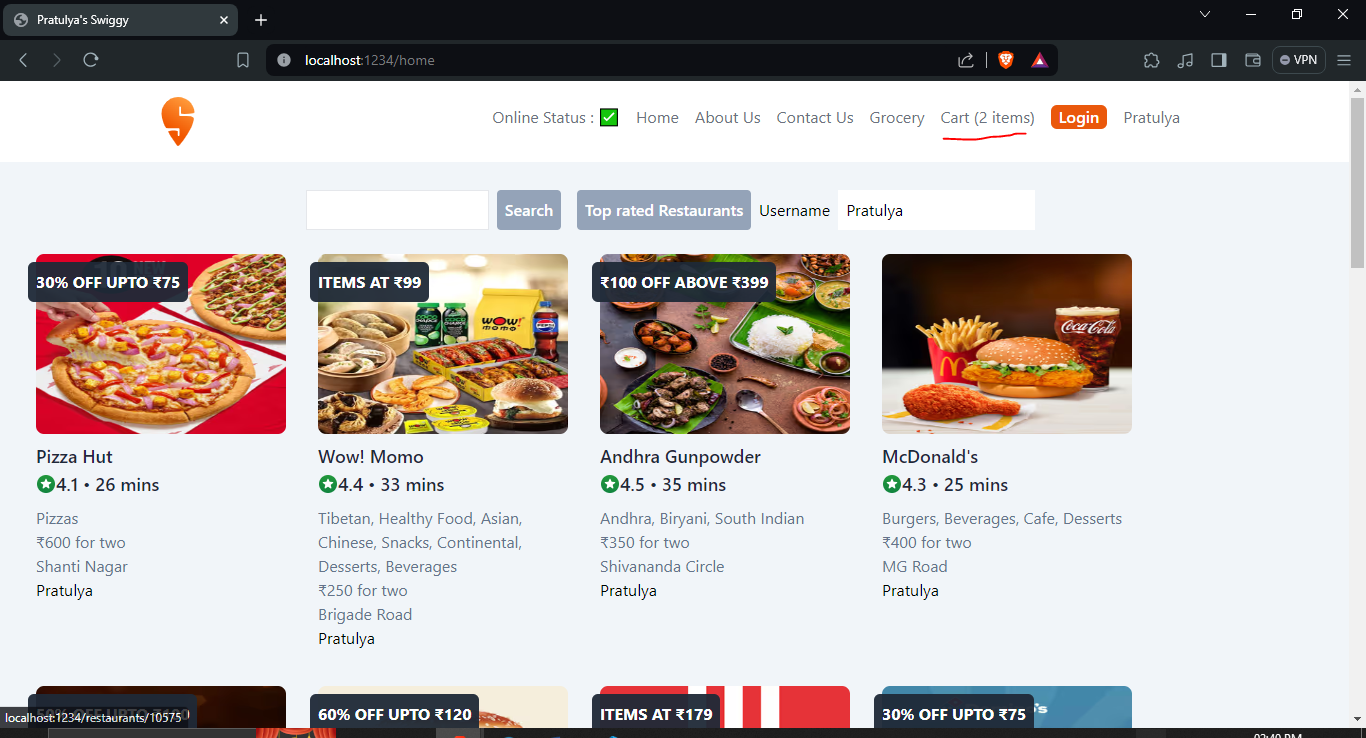 Pratulya's Swiggy
localhost:1234/home
VPN
Online Status : ✅ Home About Us Contact Us Grocery Cart (2 items) Login Pratulya
Search Top rated Restaurants Username Pratulya
30% OFF UPTO ₹75
ITEMS AT ₹99
₹100 OFF ABOVE ₹399
WOW!
MOMO
PEPSI
Coca-Cola
Pizza Hut
4.1 • 26 mins
Pizzas
₹600 for two
Shanti Nagar
Pratulya
Wow! Momo
4.4 • 33 mins
Tibetan, Healthy Food, Asian,
Chinese, Snacks, Continental,
Desserts, Beverages
₹250 for two
Brigade Road
Pratulya
Andhra Gunpowder
4.5 • 35 mins
Andhra, Biryani, South Indian
₹350 for two
Shivananda Circle
Pratulya
McDonald's
4.3 • 25 mins
Burgers, Beverages, Cafe, Desserts
₹400 for two
MG Road
Pratulya
60% OFF UPTO ₹120
ITEMS AT ₹179
30% OFF UPTO ₹75
localhost:1234/restaurants/10575